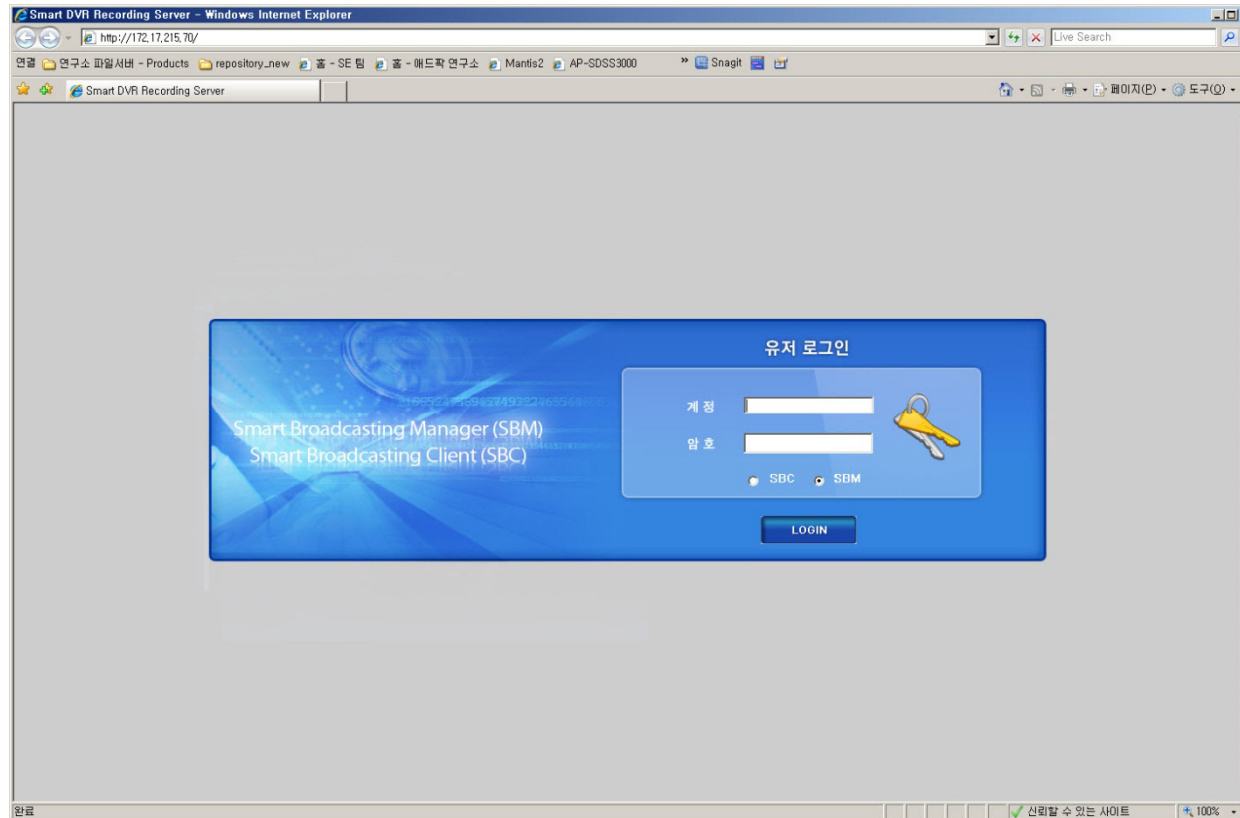 Smart DVR Recording Server - Windows Internet Explorer
http://172.17.215.70/
Live Search
연결 연구소 파일서버 - Products repository_new 홈 - SE 팀 홈 - 애드팍 연구소 Mantis2 AP-SDSS3000 » Snagit
Smart DVR Recording Server
페이지(P) 도구(O)
유저 로그인
계 정
암 호
Smart Broadcasting Manager (SBM)
Smart Broadcasting Client (SBC)
SBC SBM
LOGIN
완료
신뢰할 수 있는 사이트
100%